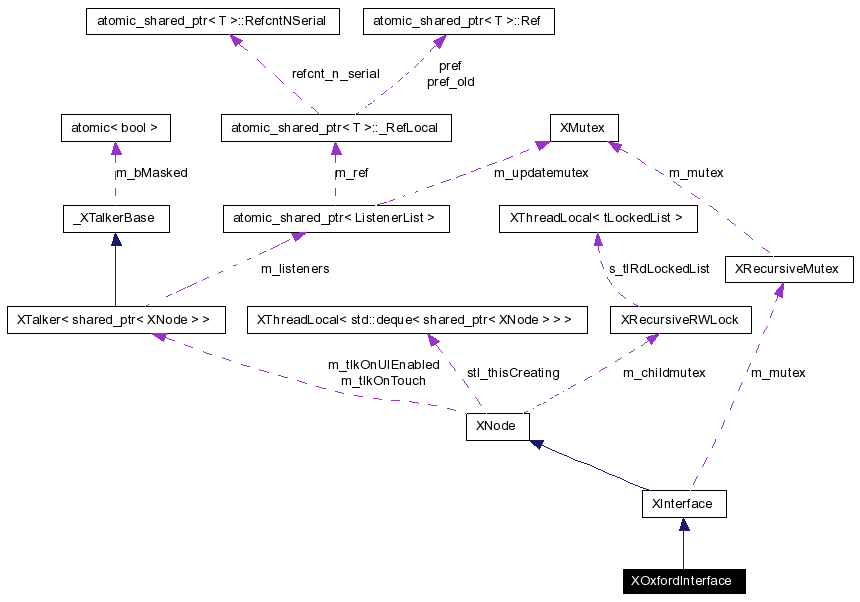 atomic_shared_ptr< T >::RefcntNSerial
atomic_shared_ptr< T >::Ref
refcnt_n_serial
pref
pref_old
atomic< bool >
atomic_shared_ptr< T >::_RefLocal
XMutex
m_bMasked
m_ref
m_updatemutex
m_mutex
_XTalkerBase
atomic_shared_ptr< ListenerList >
XThreadLocal< tLockedList >
m_listeners
s_tlRdLockedList
XRecursiveMutex
XTalker< shared_ptr< XNode > >
XThreadLocal< std::deque< shared_ptr< XNode > > >
XRecursiveRWLock
m_tlkOnUIEnabled
m_tlkOnTouch
stl_thisCreating
m_childmutex
m_mutex
XNode
XInterface
XOxfordInterface